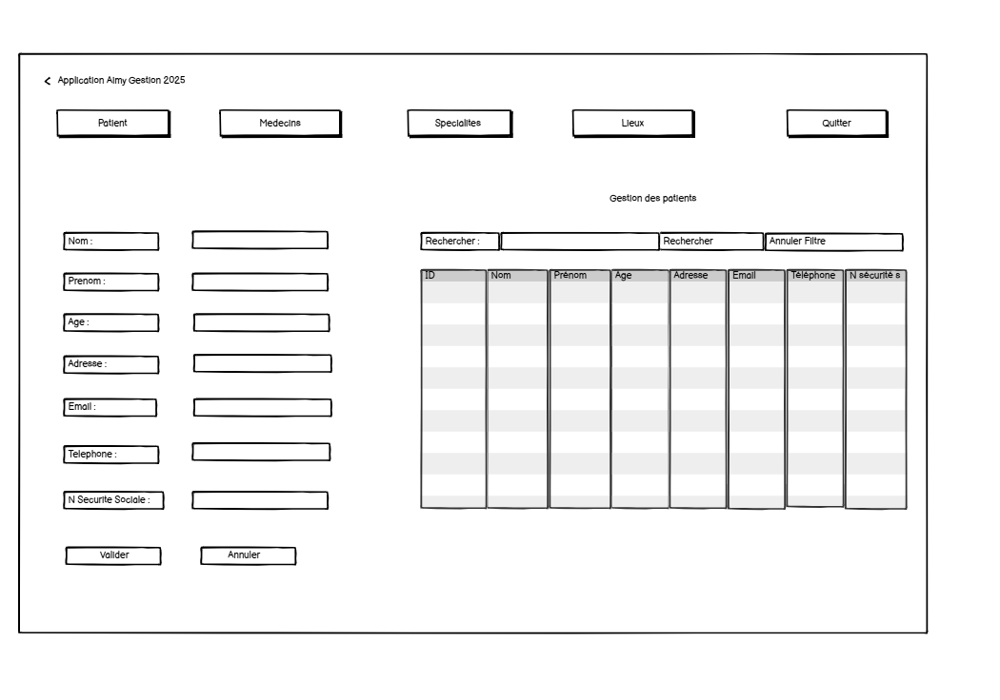 < Application Almy Gestion 2025
Patient Medecins Specialites Lieux Quitter
Gestion des patients
Nom : Rechercher : Rechercher Annuler Filtre
Prenom : ID Nom Prénom Age Adresse Email Téléphone N sécurité s
Age :
Adresse :
Email :
Telephone :
N Securite Sociale :
Valider Annuler